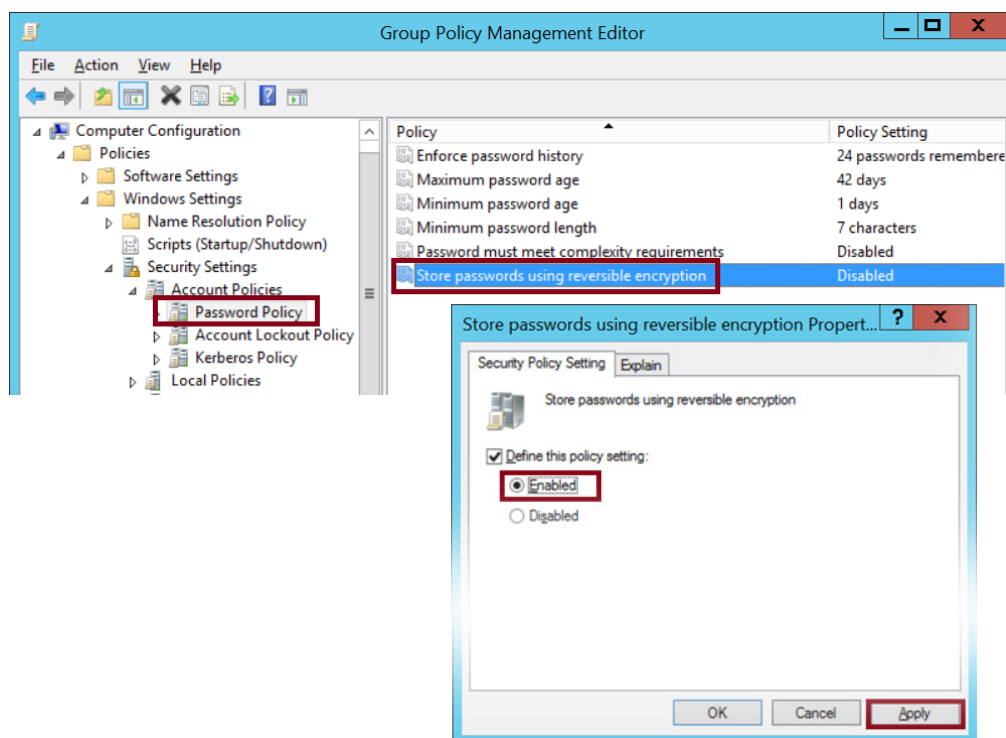 Group Policy Management Editor
File Action View Help
Computer Configuration
Policies
Software Settings
Windows Settings
Name Resolution Policy
Scripts (Startup/Shutdown)
Security Settings
Account Policies
Password Policy
Account Lockout Policy
Kerberos Policy
Local Policies
Policy Policy Setting
Enforce password history 24 passwords remembere
Maximum password age 42 days
Minimum password age 1 days
Minimum password length 7 characters
Password must meet complexity requirements Disabled
Store passwords using reversible encryption Disabled
Store passwords using reversible encryption Propert... ? X
Security Policy Setting Explain
Store passwords using reversible encryption
Define this policy setting:
Enabled
Disabled
OK Cancel Apply